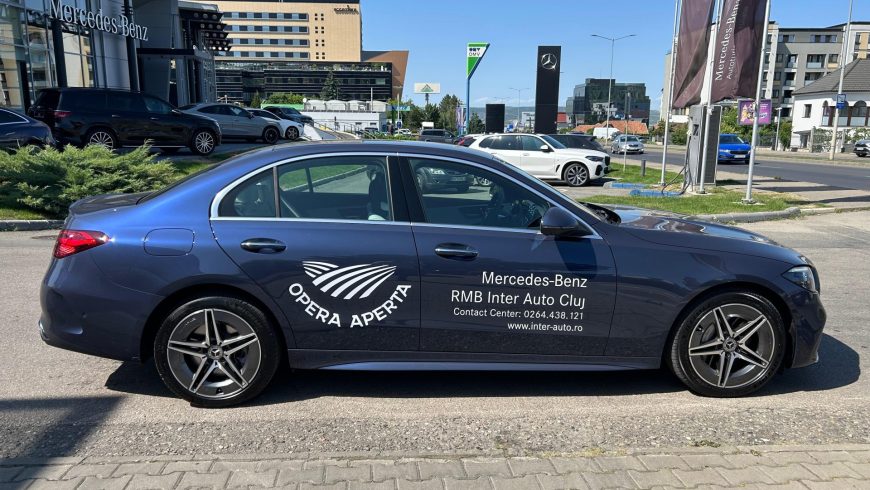 Mercedes-Benz
Mercedes-Benz
OPERA APERTA
Mercedes-Benz
RMB Inter Auto Cluj
Contact Center: 0264.438.121
www.inter-auto.ro